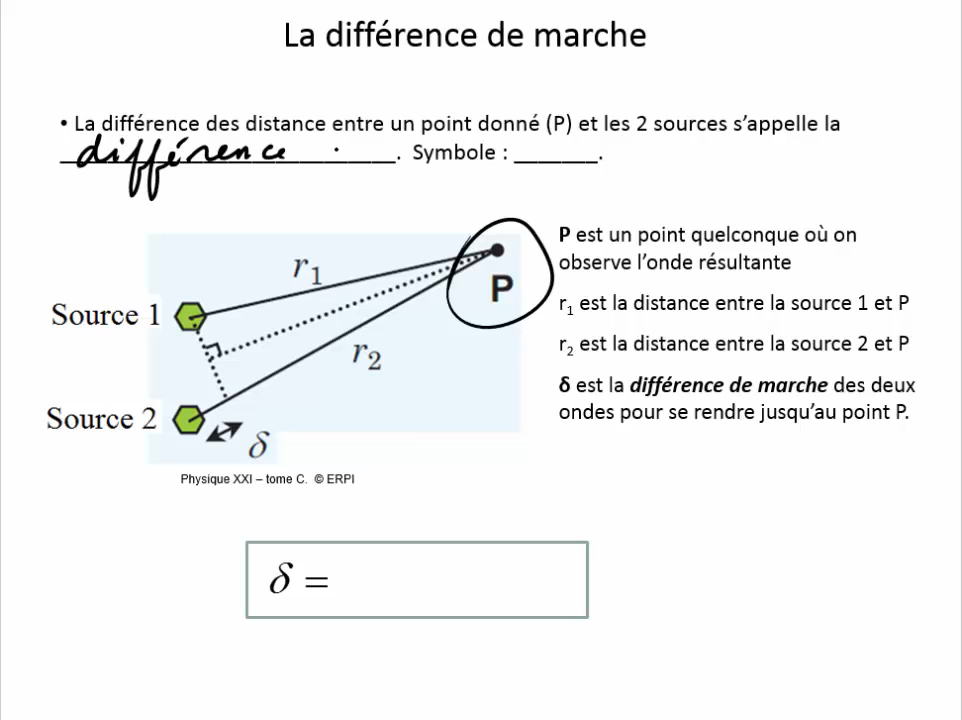 La différence de marche
• La différence des distance entre un point donné (P) et les 2 sources s’appelle la
différence. Symbole : _______.
P est un point quelconque où on
observe l’onde résultante
r1
P
r1 est la distance entre la source 1 et P
Source 1
r2
r2 est la distance entre la source 2 et P
δ est la différence de marche des deux
ondes pour se rendre jusqu’au point P.
Source 2
δ
Physique XXI – tome C. © ERPI
δ =